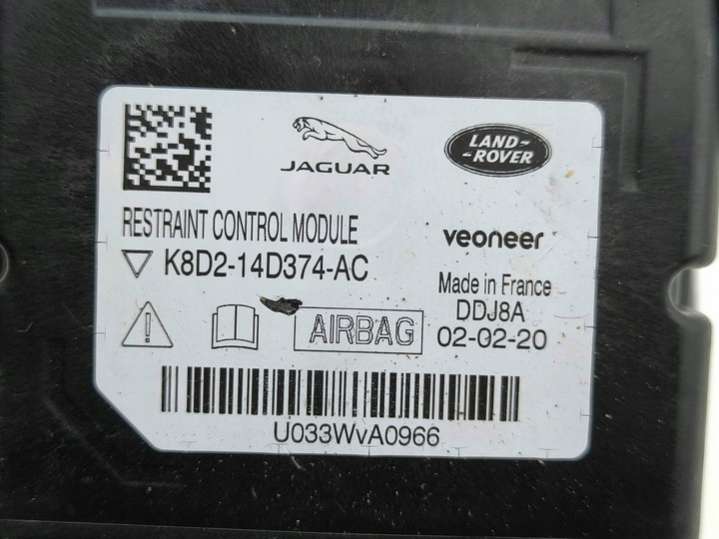 JAGUAR
LAND-
-ROVER
RESTRAINT CONTROL MODULE
veoneer
K8D2-14D374-AC
Made in France
DDJ8A
AIRBAG
02-02-20
U033WvA0966